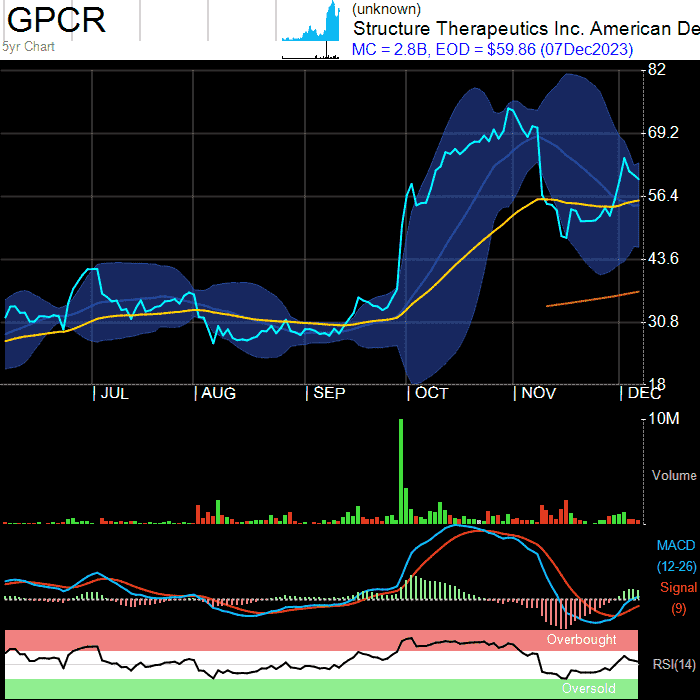 GPCR
5yr Chart
(unknown)
Structure Therapeutics Inc. American De
MC = 2.8B, EOD = $59.86 (07Dec2023)
82
69.2
56.4
43.6
30.8
18
JUL AUG SEP OCT NOV DEC
10M
Volume
MACD
(12-26)
Signal
(9)
Overbought
RSI(14)
Oversold